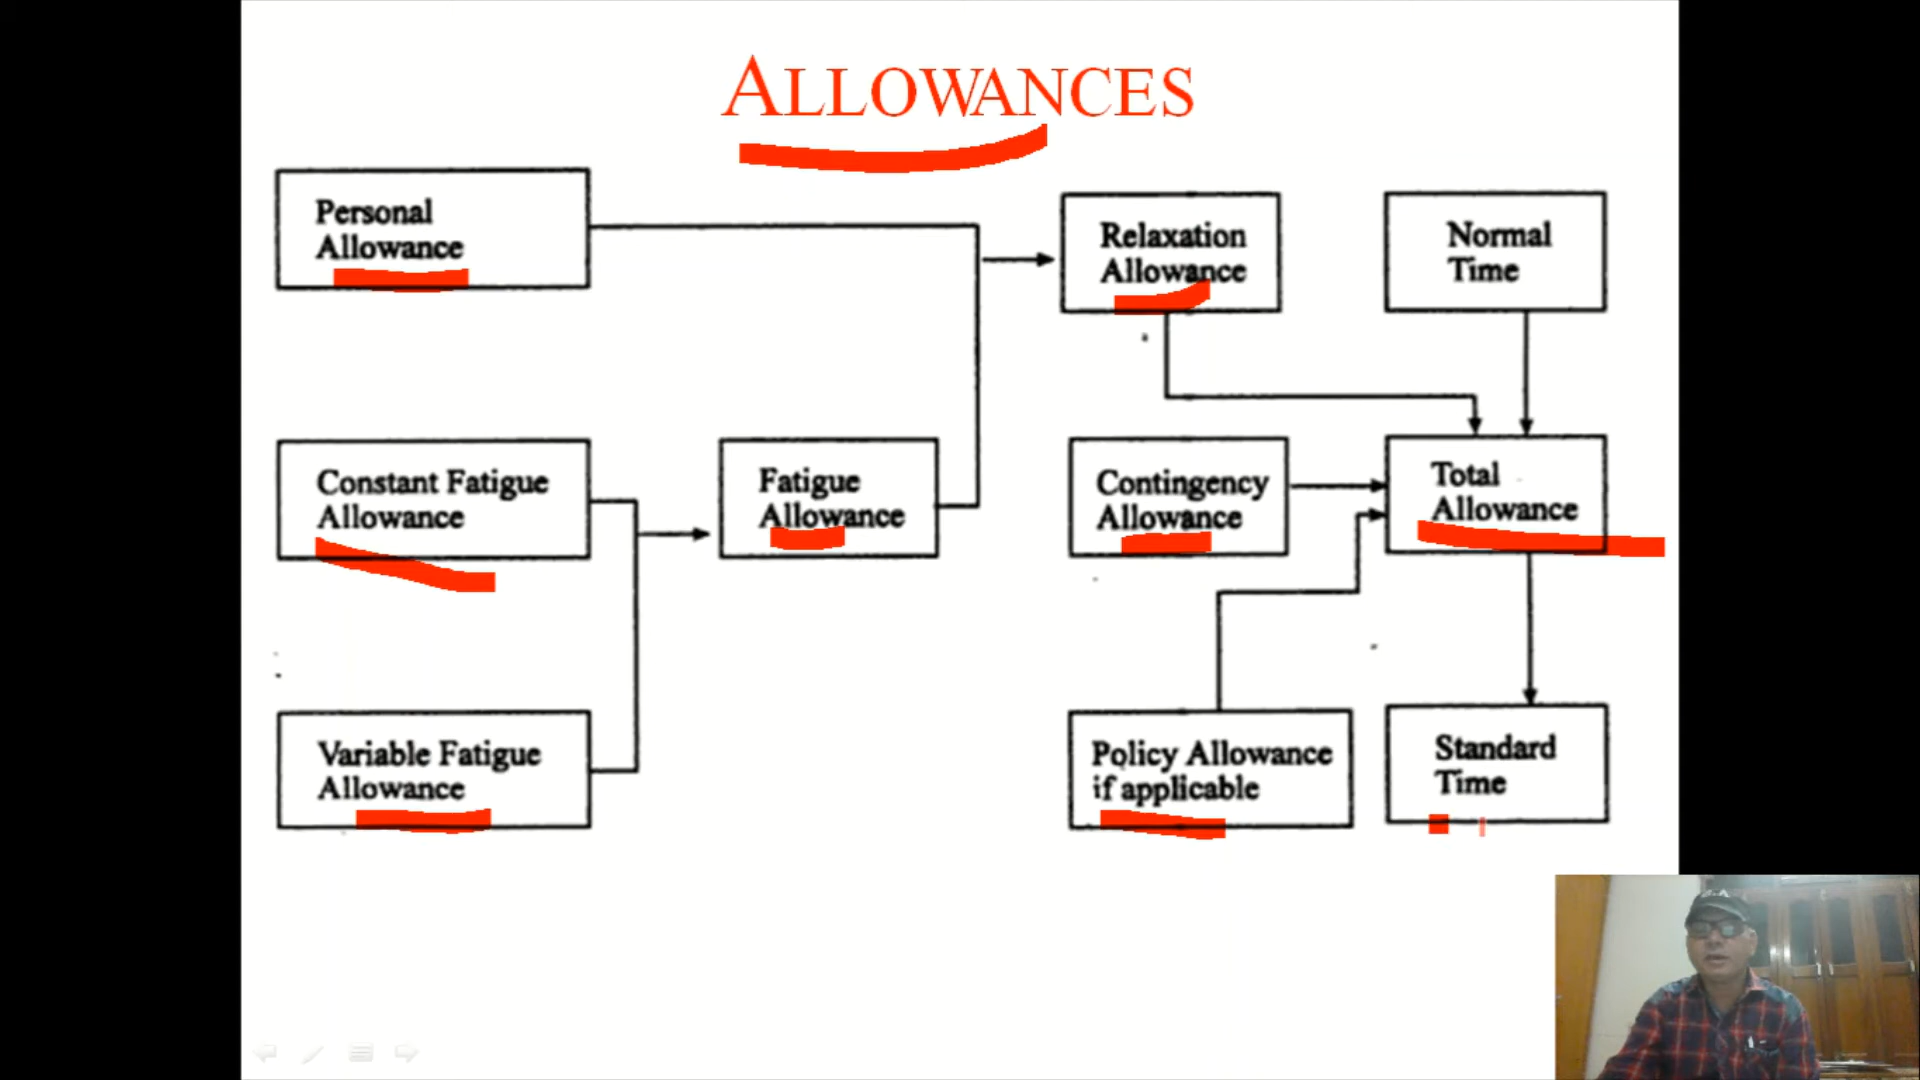 ALLOWANCES
Personal
Allowance
Relaxation
Allowance
Normal
Time
Constant Fatigue
Allowance
Fatigue
Allowance
Contingency
Allowance
Total
Allowance
Variable Fatigue
Allowance
Policy Allowance
if applicable
Standard
Time